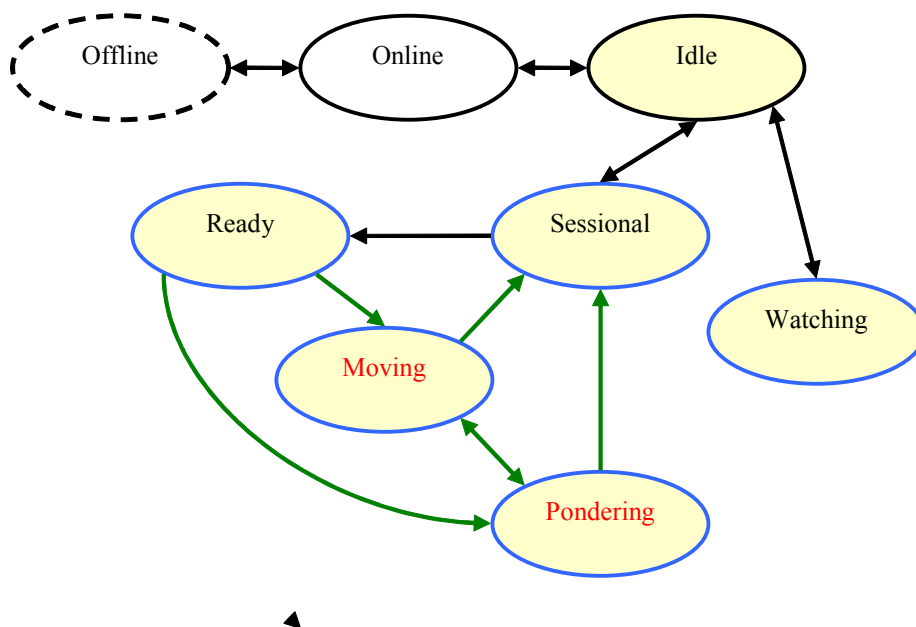 Offline
Online
Idle
Ready
Sessional
Watching
Moving
Pondering